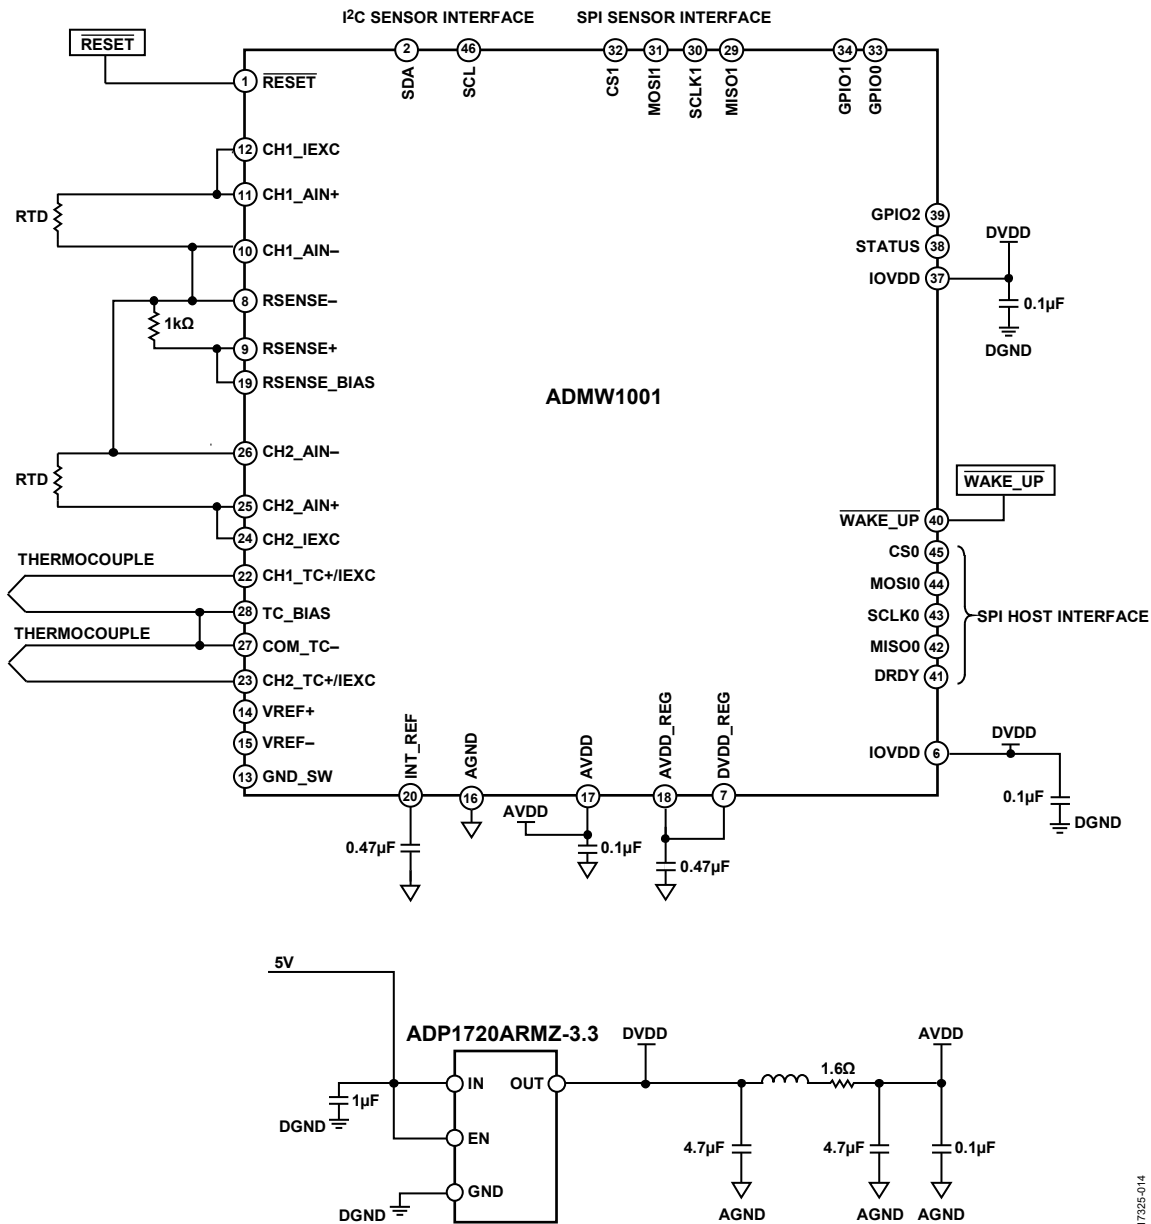 I²C SENSOR INTERFACE
SPI SENSOR INTERFACE
RESET
2
46
32
31
30
29
34
33
SDA
SCL
CS1
MOSI1
SCLK1
MISO1
GPIO1
GPIO0
1 RESET
12 CH1_IEXC
11 CH1_AIN+
RTD
10 CH1_AIN–
8 RSENSE–
1kΩ
9 RSENSE+
19 RSENSE_BIAS
ADMW1001
26 CH2_AIN–
RTD
25 CH2_AIN+
24 CH2_IEXC
THERMOCOUPLE
22 CH1_TC+/IEXC
28 TC_BIAS
THERMOCOUPLE
27 COM_TC–
23 CH2_TC+/IEXC
14 VREF+
15 VREF–
13 GND_SW
GPIO2 39
STATUS 38
DVDD
IOVDD 37
0.1µF
DGND
WAKE_UP
WAKE_UP 40
CS0 45
MOSI0 44
SCLK0 43
SPI HOST INTERFACE
MISO0 42
DRDY 41
DVDD
IOVDD 6
0.1µF
DGND
INT_REF
AGND
AVDD
AVDD_REG
DVDD_REG
20
16
17
18
7
AVDD
0.47µF
0.1µF
0.47µF
5V
ADP1720ARMZ-3.3
DVDD
AVDD
1.6Ω
IN
OUT
1µF
DGND
EN
4.7µF
4.7µF
0.1µF
GND
DGND
AGND
AGND
AGND
17325-014